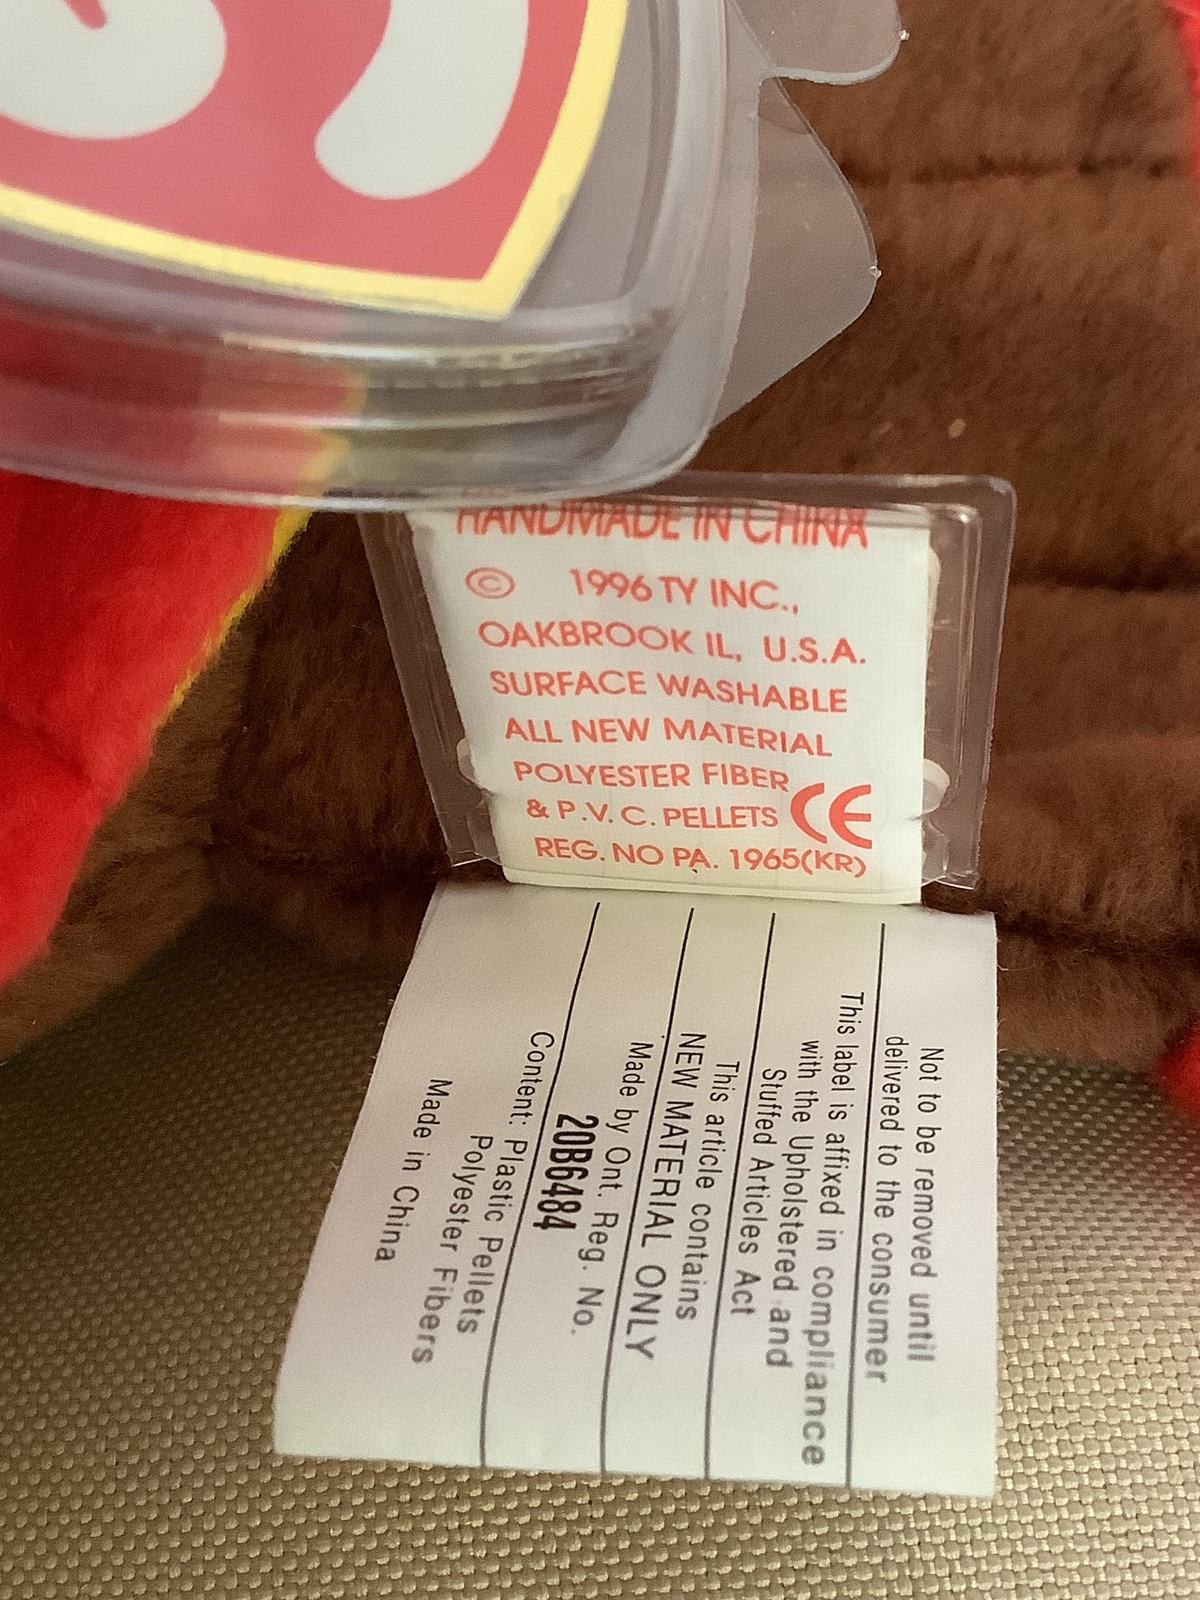 HANDMADE IN CHINA
© 1996 TY INC.,
OAKBROOK IL, U.S.A.
SURFACE WASHABLE
ALL NEW MATERIAL
POLYESTER FIBER
& P.V.C. PELLETS CE
REG. NO PA. 1965(KR)
Not to be removed until
delivered to the consumer
This label is affixed in compliance
with the Upholstered and
Stuffed Articles Act
This article contains
NEW MATERIAL ONLY
Made by Ont. Reg. No.
20B6484
Content: Plastic Pellets
Polyester Fibers
Made in China